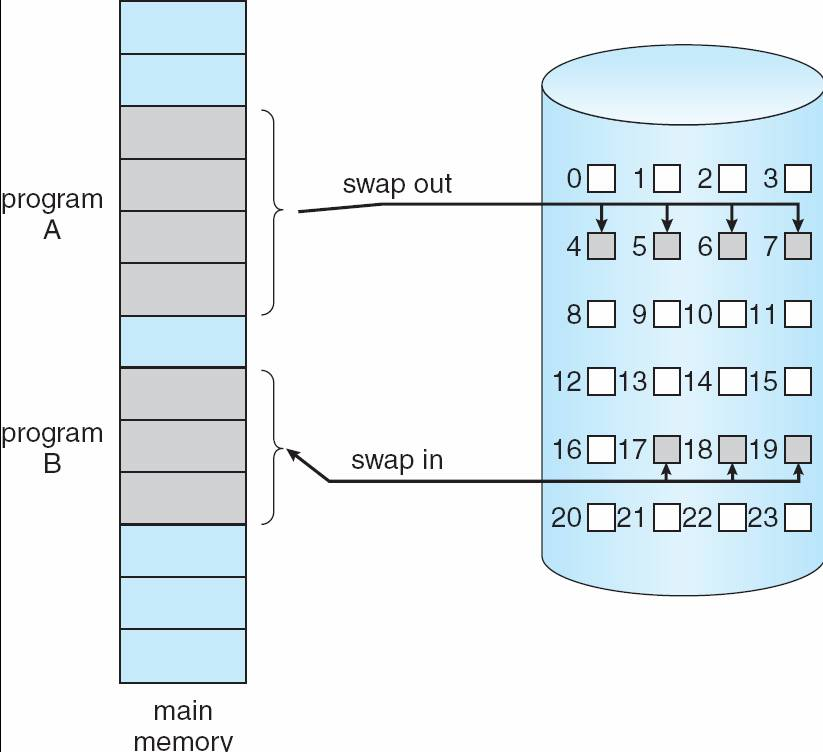 program
A
program
B
main
memory
swap out
swap in
0 1 2 3
4 5 6 7
8 9 10 11
12 13 14 15
16 17 18 19
20 21 22 23